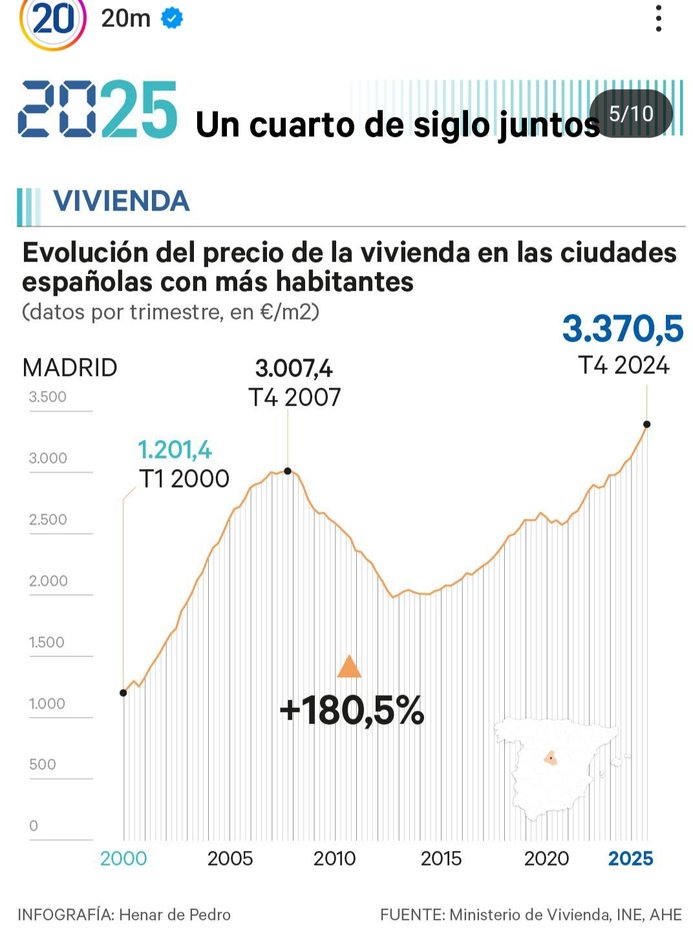 20
20m
2025 Un cuarto de siglo juntos
5/10
VIVIENDA
Evolución del precio de la vivienda en las ciudades
españolas con más habitantes
(datos por trimestre, en €/m2)
3.370,5
T4 2024
MADRID
3.007,4
T4 2007
3.500
1.201,4
T1 2000
3.000
2.500
2.000
1.500
+180,5%
1.000
500
0
2000 2005 2010 2015 2020 2025
INFOGRAFÍA: Henar de Pedro
FUENTE: Ministerio de Vivienda, INE, AHE